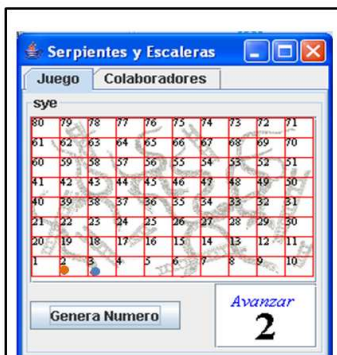 Serpientes y Escaleras
Juego Colaboradores
sye
80 79 78 77 76 75 74 73 72 71
61 62 63 64 65 66 67 68 69 70
60 59 58 57 56 55 54 53 52 51
41 42 43 44 45 46 47 48 49 50
40 39 38 37 36 35 34 33 32 31
21 22 23 24 25 26 27 28 29 30
20 19 18 17 16 15 14 13 12 11
1 2 3 4 5 6 7 8 9 10
Avanzar
Genera Numero 2